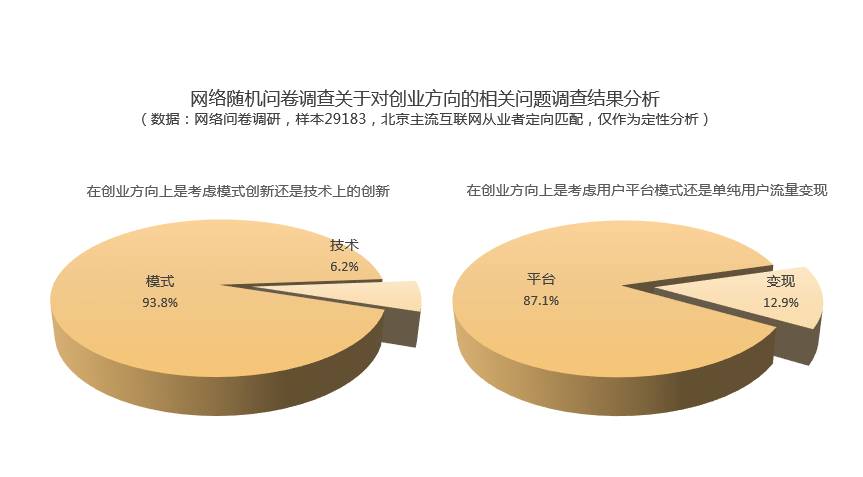 网络随机问卷调查关于对创业方向的相关问题调查结果分析
（数据：网络问卷调研，样本29183，北京主流互联网从业者定向匹配，仅作为定性分析）
在创业方向上是考虑模式创新还是技术上的创新
技术
6.2%
模式
93.8%
在创业方向上是考虑用户平台模式还是单纯用户流量变现
平台
87.1%
变现
12.9%